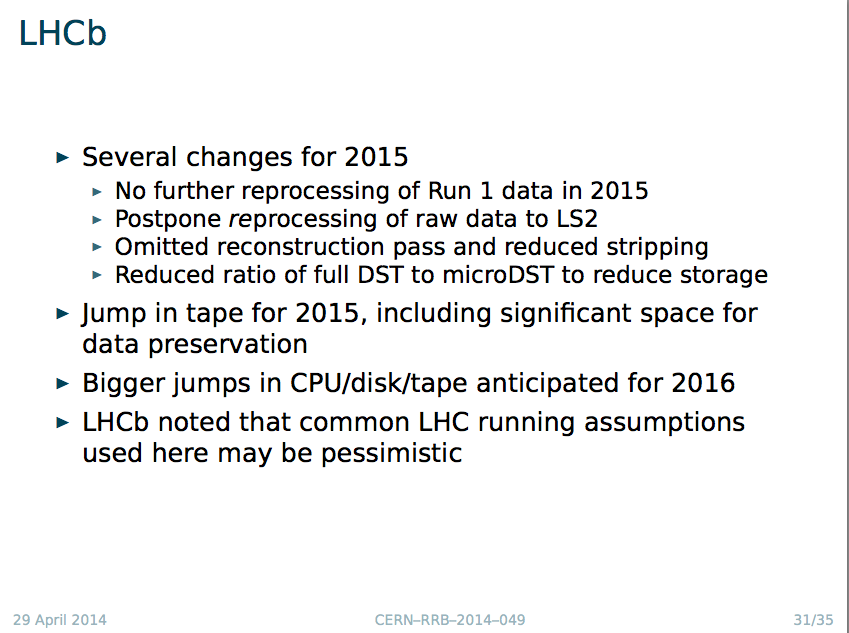 LHCb
▶ Several changes for 2015
▶ No further reprocessing of Run 1 data in 2015
▶ Postpone reprocessing of raw data to LS2
▶ Omitted reconstruction pass and reduced stripping
▶ Reduced ratio of full DST to microDST to reduce storage
▶ Jump in tape for 2015, including significant space for
data preservation
▶ Bigger jumps in CPU/disk/tape anticipated for 2016
▶ LHCb noted that common LHC running assumptions
used here may be pessimistic
29 April 2014 CERN–RRB–2014–049 31/35